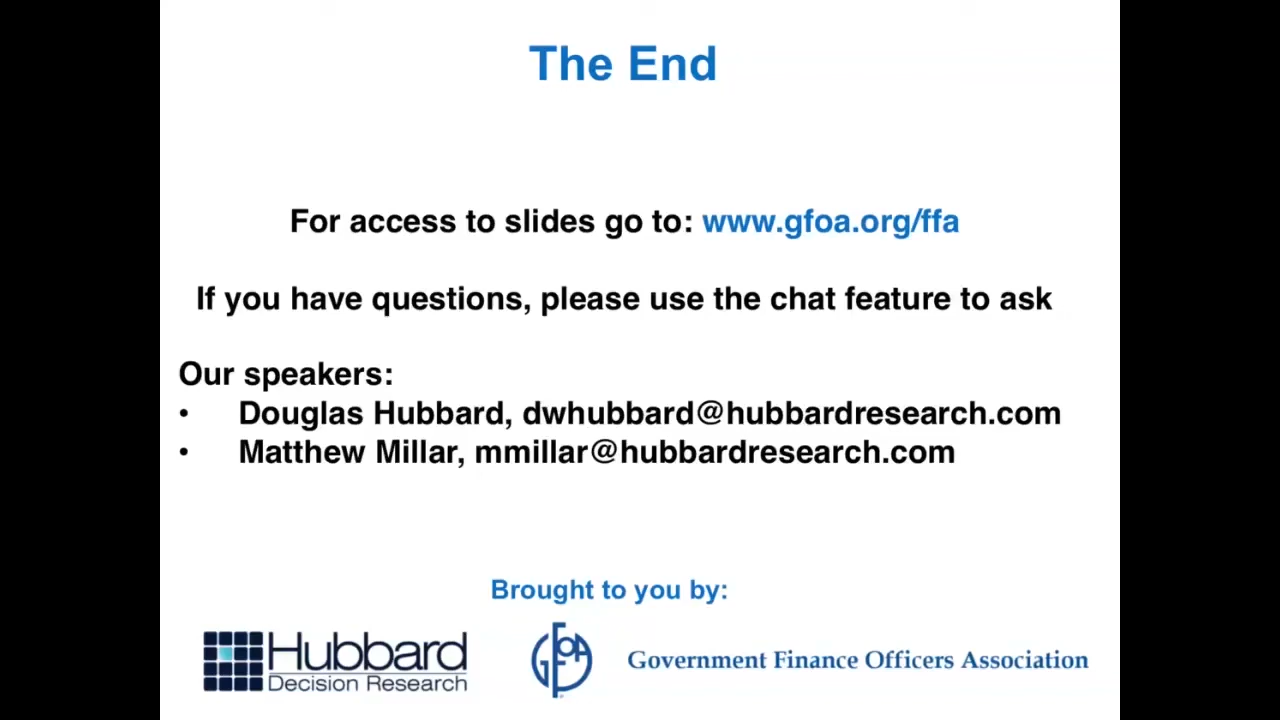 The End
For access to slides go to: www.gfoa.org/ffa
If you have questions, please use the chat feature to ask
Our speakers:
• Douglas Hubbard, dwhubbard@hubbardresearch.com
• Matthew Millar, mmillar@hubbardresearch.com
Brought to you by:
Hubbard
Decision Research
GFOA
Government Finance Officers Association